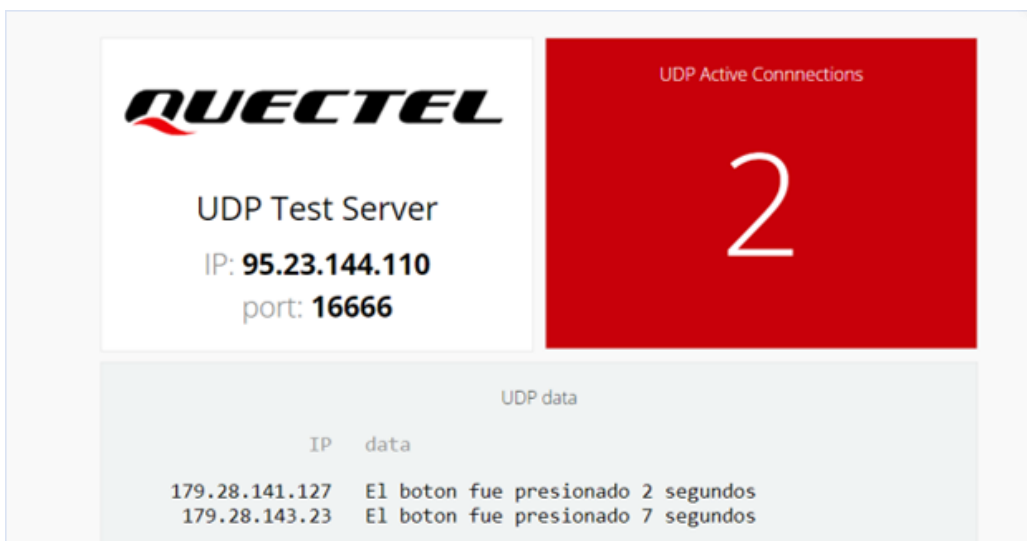 QUECTEL
UDP Test Server
IP: 95.23.144.110
port: 16666
UDP Active Connnections
2
UDP data
IP data
179.28.141.127 El boton fue presionado 2 segundos
179.28.143.23 El boton fue presionado 7 segundos